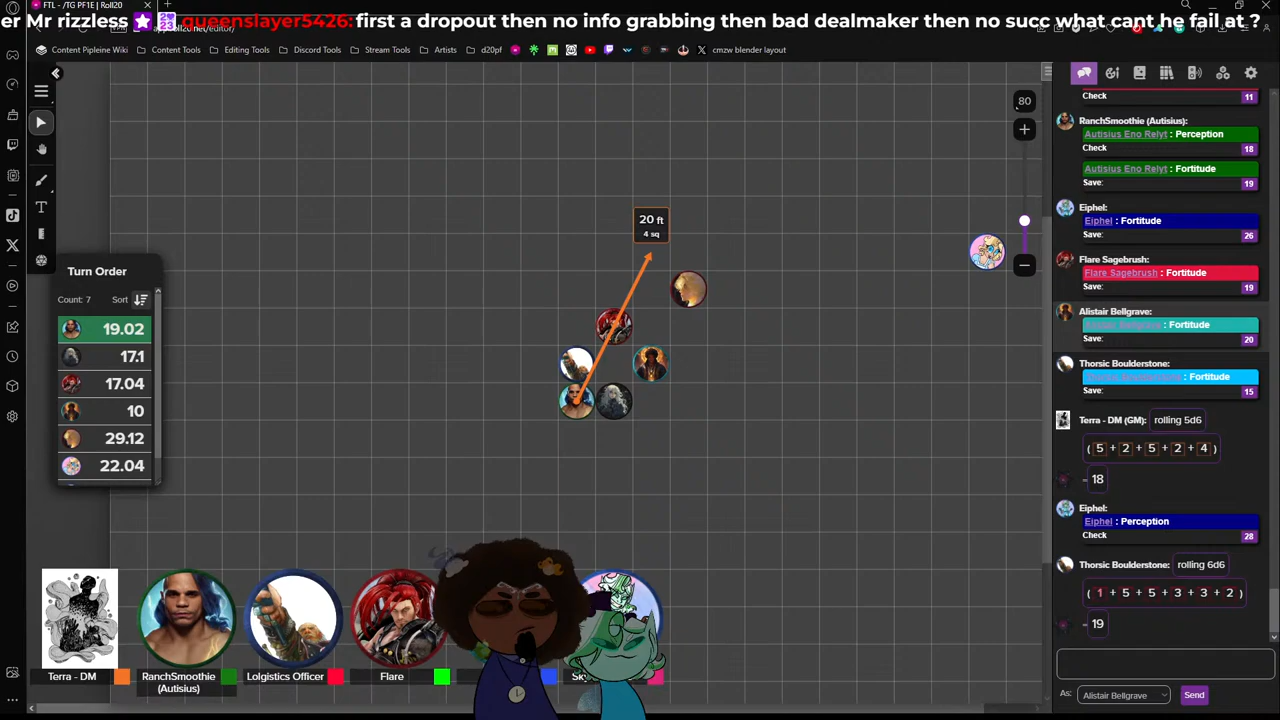 FTL - /TG PF1E | Roll20
er Mr rizzless queenslayer5426: first a dropout then no info grabbing then bad dealmaker then no succ what cant he fail at ?
Content Pipleine Wiki
Content Tools
Editing Tools
Discord Tools
Stream Tools
Artists
d20pf
cmzw blender layout
80
20 ft
4 sq
Turn Order
Count: 7
Sort
19.02
17.1
17.04
10
29.12
22.04
Terra - DM
RanchSmoothie
(Autisius)
Lolgistics Officer
Flare
Check
11
RanchSmoothie (Autisius):
Autisius Eno Relyt : Perception
Check
18
Autisius Eno Relyt : Fortitude
Save:
19
Eiphel:
Eiphel : Fortitude
Save:
26
Flare Sagebrush:
Flare Sagebrush : Fortitude
Save:
19
Alistair Bellgrave:
Alistair Bellgrave : Fortitude
Save:
20
Thorsic Boulderstone:
Thorsic Boulderstone : Fortitude
Save:
15
Terra - DM (GM):
rolling 5d6
(5+2+5+2+4)
=18
Eiphel:
Eiphel : Perception
Check
28
Thorsic Boulderstone:
rolling 6d6
(1+5+5+3+3+2)
=19
As:
Alistair Bellgrave
Send